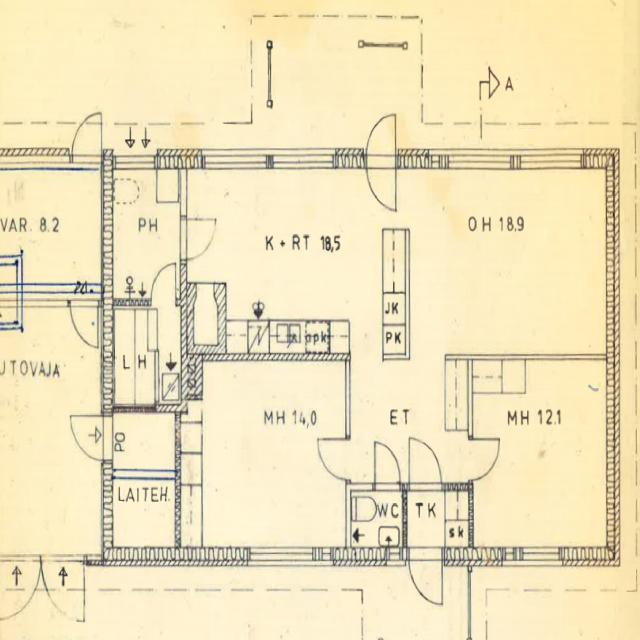 A
VAR. 8.2
PH
K + RT 18,5
OH 18.9
JK
PK
apk
LH
UTOVAJA
MH 14,0
ET
MH 12.1
PO
LAITEH.
WC
TK
sk